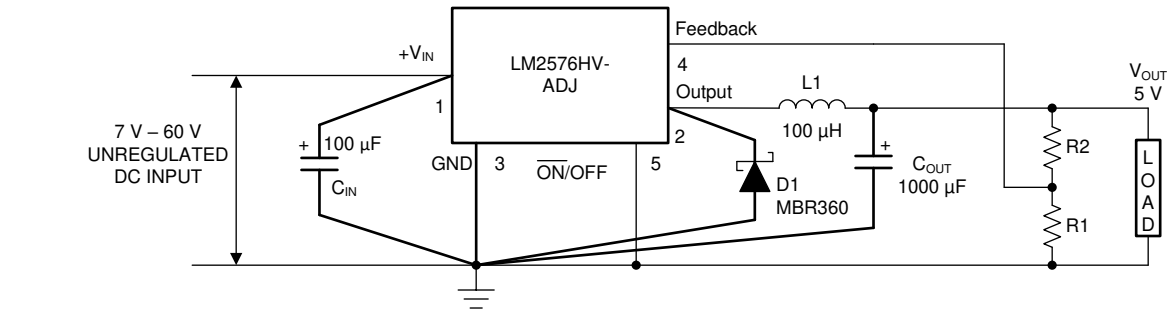 Feedback
+VIN
LM2576HV-
ADJ
4
Output
L1
VOUT
5 V
1
2
7 V – 60 V
UNREGULATED
DC INPUT
+
100 µF
CIN
GND
3
ON/OFF
5
100 µH
+
COUT
1000 µF
D1
MBR360
R2
R1
LOAD